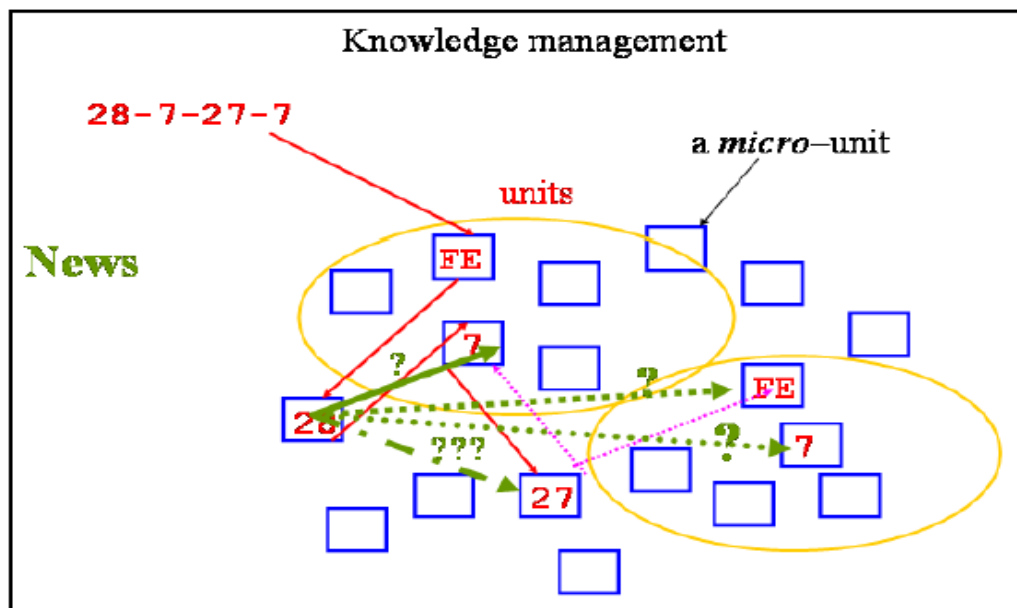 Knowledge management
28-7-27-7
a micro–unit
units
News
FE
7
?
?
FE
28
???
?
7
27